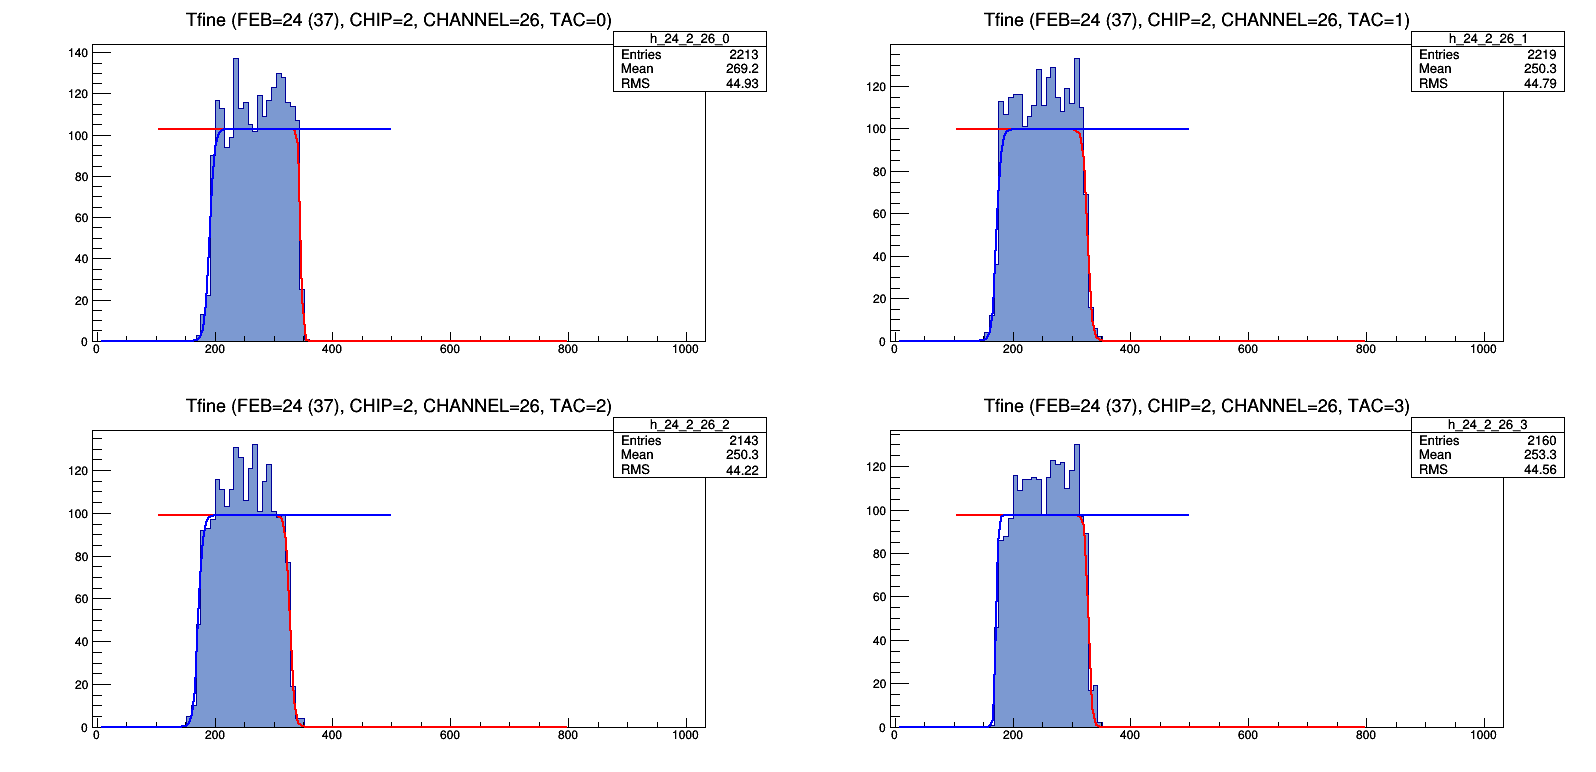 Tfine (FEB=24 (37), CHIP=2, CHANNEL=26, TAC=0)
h_24_2_26_0
Entries 2213
Mean 269.2
RMS 44.93
140
120
100
80
60
40
20
0
0 200 400 600 800 1000
Tfine (FEB=24 (37), CHIP=2, CHANNEL=26, TAC=1)
h_24_2_26_1
Entries 2219
Mean 250.3
RMS 44.79
120
100
80
60
40
20
0
0 200 400 600 800 1000
Tfine (FEB=24 (37), CHIP=2, CHANNEL=26, TAC=2)
h_24_2_26_2
Entries 2143
Mean 250.3
RMS 44.22
120
100
80
60
40
20
0
0 200 400 600 800 1000
Tfine (FEB=24 (37), CHIP=2, CHANNEL=26, TAC=3)
h_24_2_26_3
Entries 2160
Mean 253.3
RMS 44.56
120
100
80
60
40
20
0
0 200 400 600 800 1000